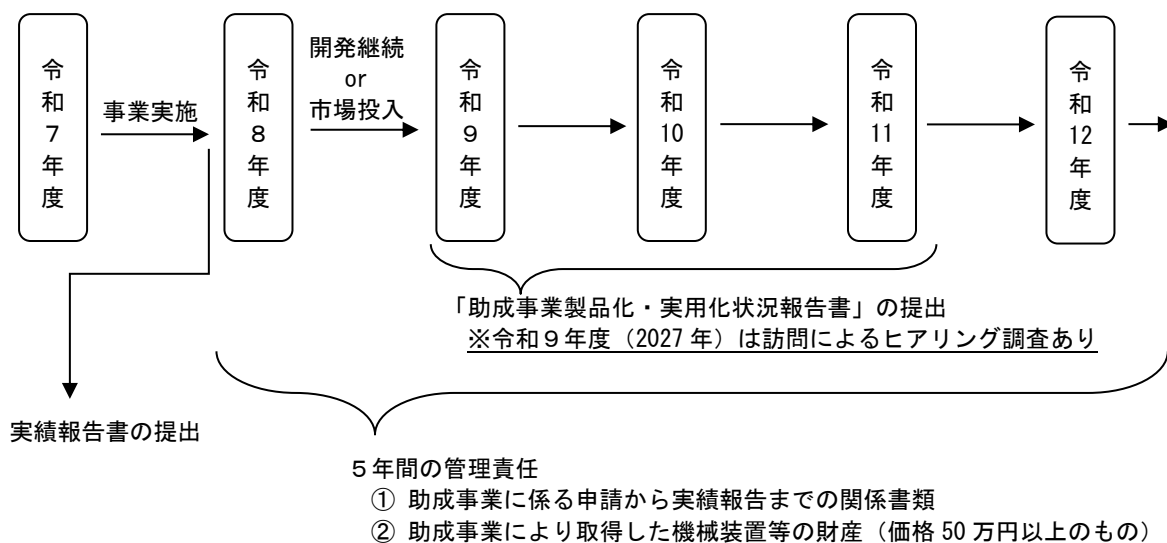 令和７年度
事業実施
令和８年度
開発継続
or
市場投入
令和９年度
令和10年度
令和11年度
令和12年度
「助成事業製品化・実用化状況報告書」の提出
※令和９年度（2027 年）は訪問によるヒアリング調査あり
実績報告書の提出
５年間の管理責任
① 助成事業に係る申請から実績報告までの関係書類
② 助成事業により取得した機械装置等の財産（価格 50 万円以上のもの）